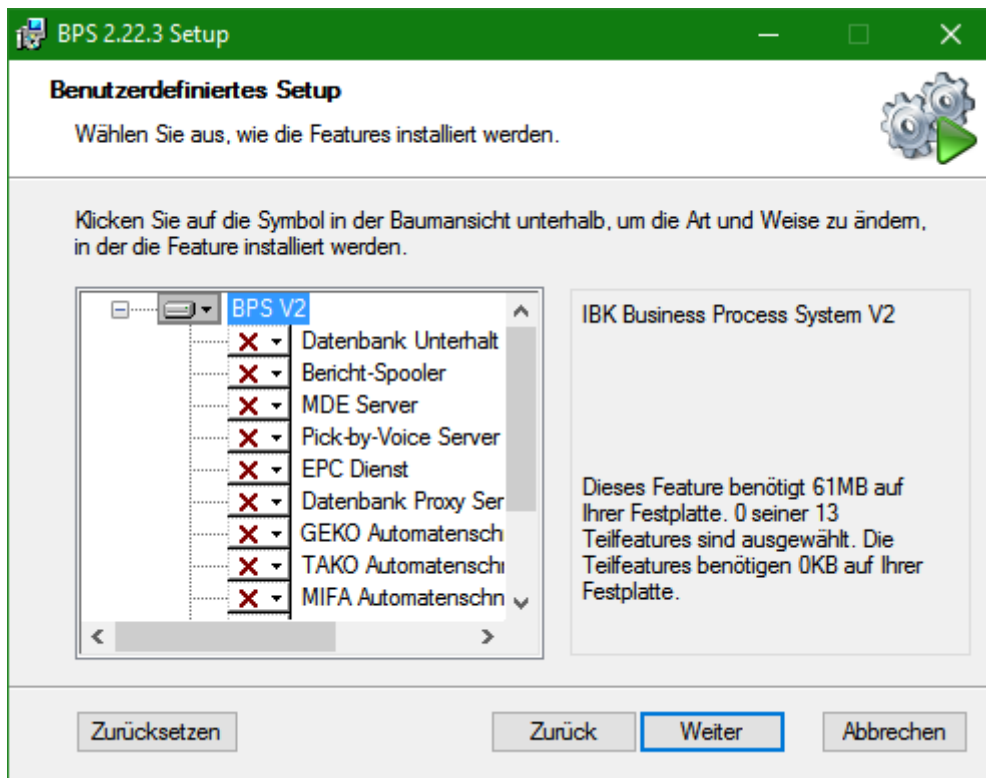 BPS 2.22.3 Setup
Benutzerdefiniertes Setup
Wählen Sie aus, wie die Features installiert werden.
Klicken Sie auf die Symbol in der Baumansicht unterhalb, um die Art und Weise zu ändern,
in der die Feature installiert werden.
BPS V2
Datenbank Unterhalt
Bericht-Spooler
MDE Server
Pick-by-Voice Server
EPC Dienst
Datenbank Proxy Ser
GEKO Automatensch
TAKO Automatenschn
MIFA Automatenschn
IBK Business Process System V2
Dieses Feature benötigt 61MB auf
Ihrer Festplatte. 0 seiner 13
Teilfeatures sind ausgewählt. Die
Teilfeatures benötigen 0KB auf Ihrer
Festplatte.
Zurücksetzen
Zurück
Weiter
Abbrechen